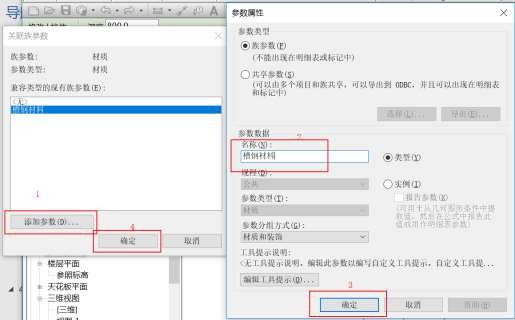 导
关联族参数
族参数: 材质
参数类型: 材质
兼容类型的现有族参数(E):
<无>
槽钢材料
1
添加参数(D)...
4
确定
取消
楼层平面
参照标高
天花板平面
三维视图
{三维}
视图 1
参数属性
参数类型
族参数(F)
(不能出现在明细表或标记中)
共享参数(S)
(可以由多个项目和族共享，可以导出到 ODBC，并且可以出现在明细表
和标记中)
选择(L)...
导出(E)...
参数数据
2
名称(N):
槽钢材料
类型(Y)
规程(D):
公共
实例(I)
参数类型(T):
报告参数(R)
材质
(可用于从几何图形条件中提
取值，然后在公式中报告此
值或用作明细表参数)
参数分组方式(G):
材质和装饰
工具提示说明:
<无工具提示说明，编辑此参数以编写自定义工具提示，自定义工具提...
编辑工具提示(O)...
3
确定
取消